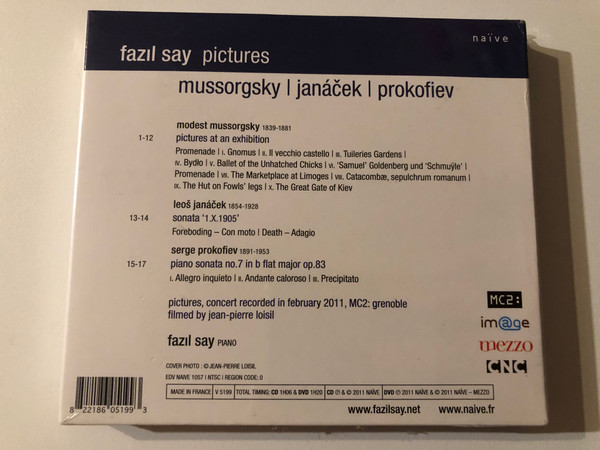 naïve
fazıl say pictures
mussorgsky | janáček | prokofiev
modest mussorgsky 1839-1881
1-12 pictures at an exhibition
Promenade | I. Gnomus | II. Il vecchio castello | III. Tuileries Gardens |
IV. Bydło | V. Ballet of the Unhatched Chicks | VI. ‘Samuel’ Goldenberg und ‘Schmuÿle’ |
Promenade | VII. The Marketplace at Limoges | VIII. Catacombæ, sepulchrum romanum |
IX. The Hut on Fowls’ legs | X. The Great Gate of Kiev
leoš janáček 1854-1928
13-14 sonata ‘1.X.1905’
Foreboding – Con moto | Death – Adagio
serge prokofiev 1891-1953
15-17 piano sonata no.7 in b flat major op.83
I. Allegro inquieto | II. Andante caloroso | III. Precipitato
pictures, concert recorded in february 2011, MC2: grenoble
filmed by jean-pierre loisil
MC2:
im@ge
fazıl say PIANO
mezzo
COVER PHOTO : © JEAN-PIERRE LOISIL
CNC
EDV NAIVE 1057 | NTSC | REGION CODE: 0
MADE IN FRANCE | V 5199 | TOTAL TIMING: CD 1H06 & DVD 1H20 | CD ℗ & © 2011 NAÏVE | DVD ℗ 2011 NAÏVE & © 2011 NAÏVE – MEZZO
8 22186 05199 3
www.fazilsay.net www.naive.fr